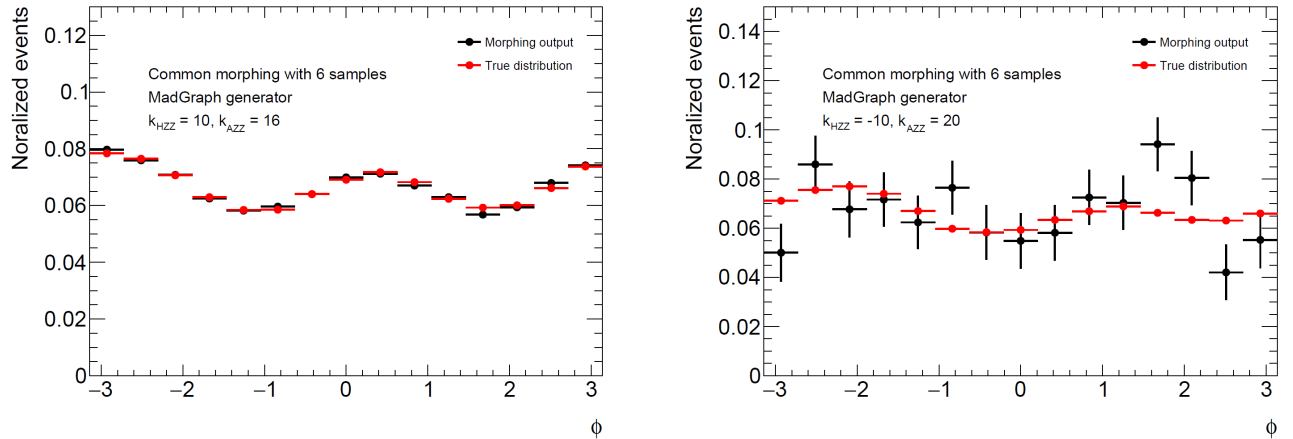 Noralized events
0.12
0.1
0.08
0.06
0.04
0.02
0
Morphing output
True distribution
Common morphing with 6 samples
MadGraph generator
k_HZZ = 10, k_AZZ = 16
−3 −2 −1 0 1 2 3
ϕ
Noralized events
0.14
0.12
0.1
0.08
0.06
0.04
0.02
0
Morphing output
True distribution
Common morphing with 6 samples
MadGraph generator
k_HZZ = -10, k_AZZ = 20
−3 −2 −1 0 1 2 3
ϕ